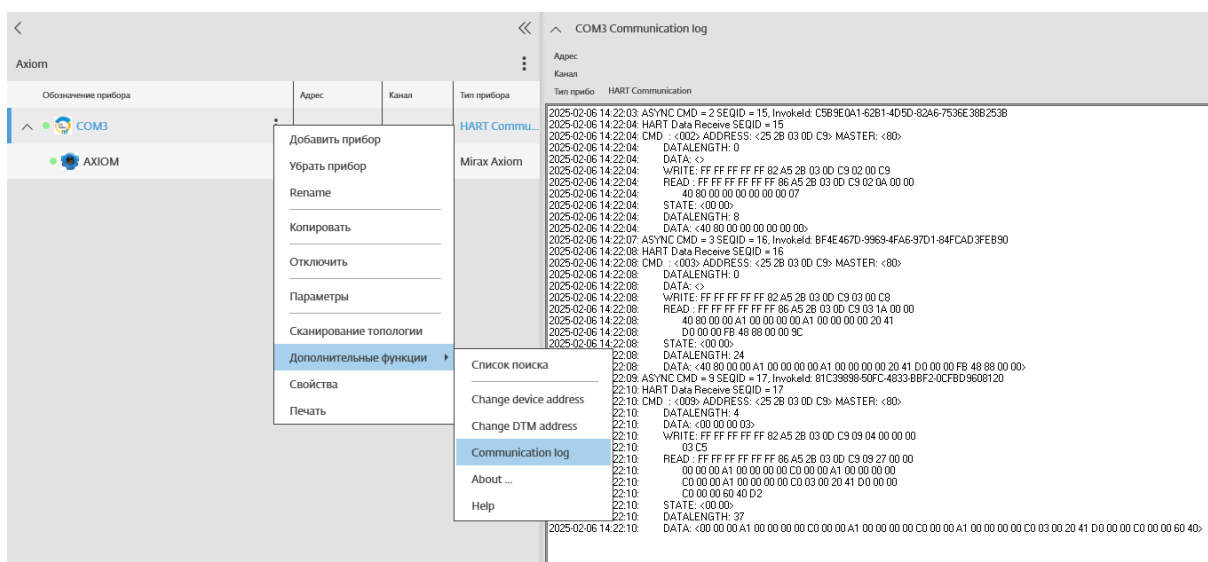 Axiom
Обозначение прибора Адрес Канал Тип прибора
COM3 HART Commu...
AXIOM Mirax Axiom
Добавить прибор
Убрать прибор
Rename
Копировать
Отключить
Параметры
Сканирование топологии
Дополнительные функции
Свойства
Печать
Список поиска
Change device address
Change DTM address
Communication log
About ...
Help
COM3 Communication log
Адрес
Канал
Тип прибо HART Communication
2025-02-06 14:22:03: ASYNC CMD = 2 SEQID = 15, InvokeId: C5B9E0A1-62B1-4D5D-82A6-7536E38B253B
2025-02-06 14:22:04: HART Data Receive SEQID = 15
2025-02-06 14:22:04: CMD : <002> ADDRESS: <25 2B 03 0D C9> MASTER: <80>
2025-02-06 14:22:04: DATALENGTH: 0
2025-02-06 14:22:04: DATA: <>
2025-02-06 14:22:04: WRITE: FF FF FF FF FF 82 A5 2B 03 0D C9 02 00 C9
2025-02-06 14:22:04: READ : FF FF FF FF FF FF 86 A5 2B 03 0D C9 02 0A 00 00
2025-02-06 14:22:04: 40 80 00 00 00 00 00 00 07
2025-02-06 14:22:04: STATE: <00 00>
2025-02-06 14:22:04: DATALENGTH: 8
2025-02-06 14:22:04: DATA: <40 80 00 00 00 00 00 00>
2025-02-06 14:22:07: ASYNC CMD = 3 SEQID = 16, InvokeId: BF4E467D-9969-4FA6-97D1-84FCAD3FEB90
2025-02-06 14:22:08: HART Data Receive SEQID = 16
2025-02-06 14:22:08: CMD : <003> ADDRESS: <25 2B 03 0D C9> MASTER: <80>
2025-02-06 14:22:08: DATALENGTH: 0
2025-02-06 14:22:08: DATA: <>
2025-02-06 14:22:08: WRITE: FF FF FF FF FF 82 A5 2B 03 0D C9 03 00 C8
2025-02-06 14:22:08: READ : FF FF FF FF FF FF 86 A5 2B 03 0D C9 03 1A 00 00
2025-02-06 14:22:08: 40 80 00 00 A1 00 00 00 00 A1 00 00 00 00 20 41
2025-02-06 14:22:08: D0 00 00 FB 48 88 00 00 9C
2025-02-06 14:22:08: STATE: <00 00>
22:08: DATALENGTH: 24
22:08: DATA: <40 80 00 00 A1 00 00 00 00 A1 00 00 00 00 20 41 D0 00 00 FB 48 88 00 00>
22:09: ASYNC CMD = 9 SEQID = 17, InvokeId: 81C39898-50FC-4833-BBF2-0CFBD9608120
22:10: HART Data Receive SEQID = 17
22:10: CMD : <009> ADDRESS: <25 2B 03 0D C9> MASTER: <80>
22:10: DATALENGTH: 4
22:10: DATA: <00 00 00 03>
22:10: WRITE: FF FF FF FF FF 82 A5 2B 03 0D C9 09 04 00 00 00
22:10: 03 C5
22:10: READ : FF FF FF FF FF FF 86 A5 2B 03 0D C9 09 27 00 00
22:10: 00 00 00 A1 00 00 00 00 C0 00 00 A1 00 00 00 00
22:10: C0 00 00 A1 00 00 00 00 C0 03 00 20 41 D0 00 00
22:10: C0 00 00 60 40 D2
22:10: STATE: <00 00>
22:10: DATALENGTH: 37
2025-02-06 14:22:10: DATA: <00 00 00 A1 00 00 00 00 C0 00 00 A1 00 00 00 00 C0 00 00 A1 00 00 00 00 C0 03 00 20 41 D0 00 00 C0 00 00 60 40>